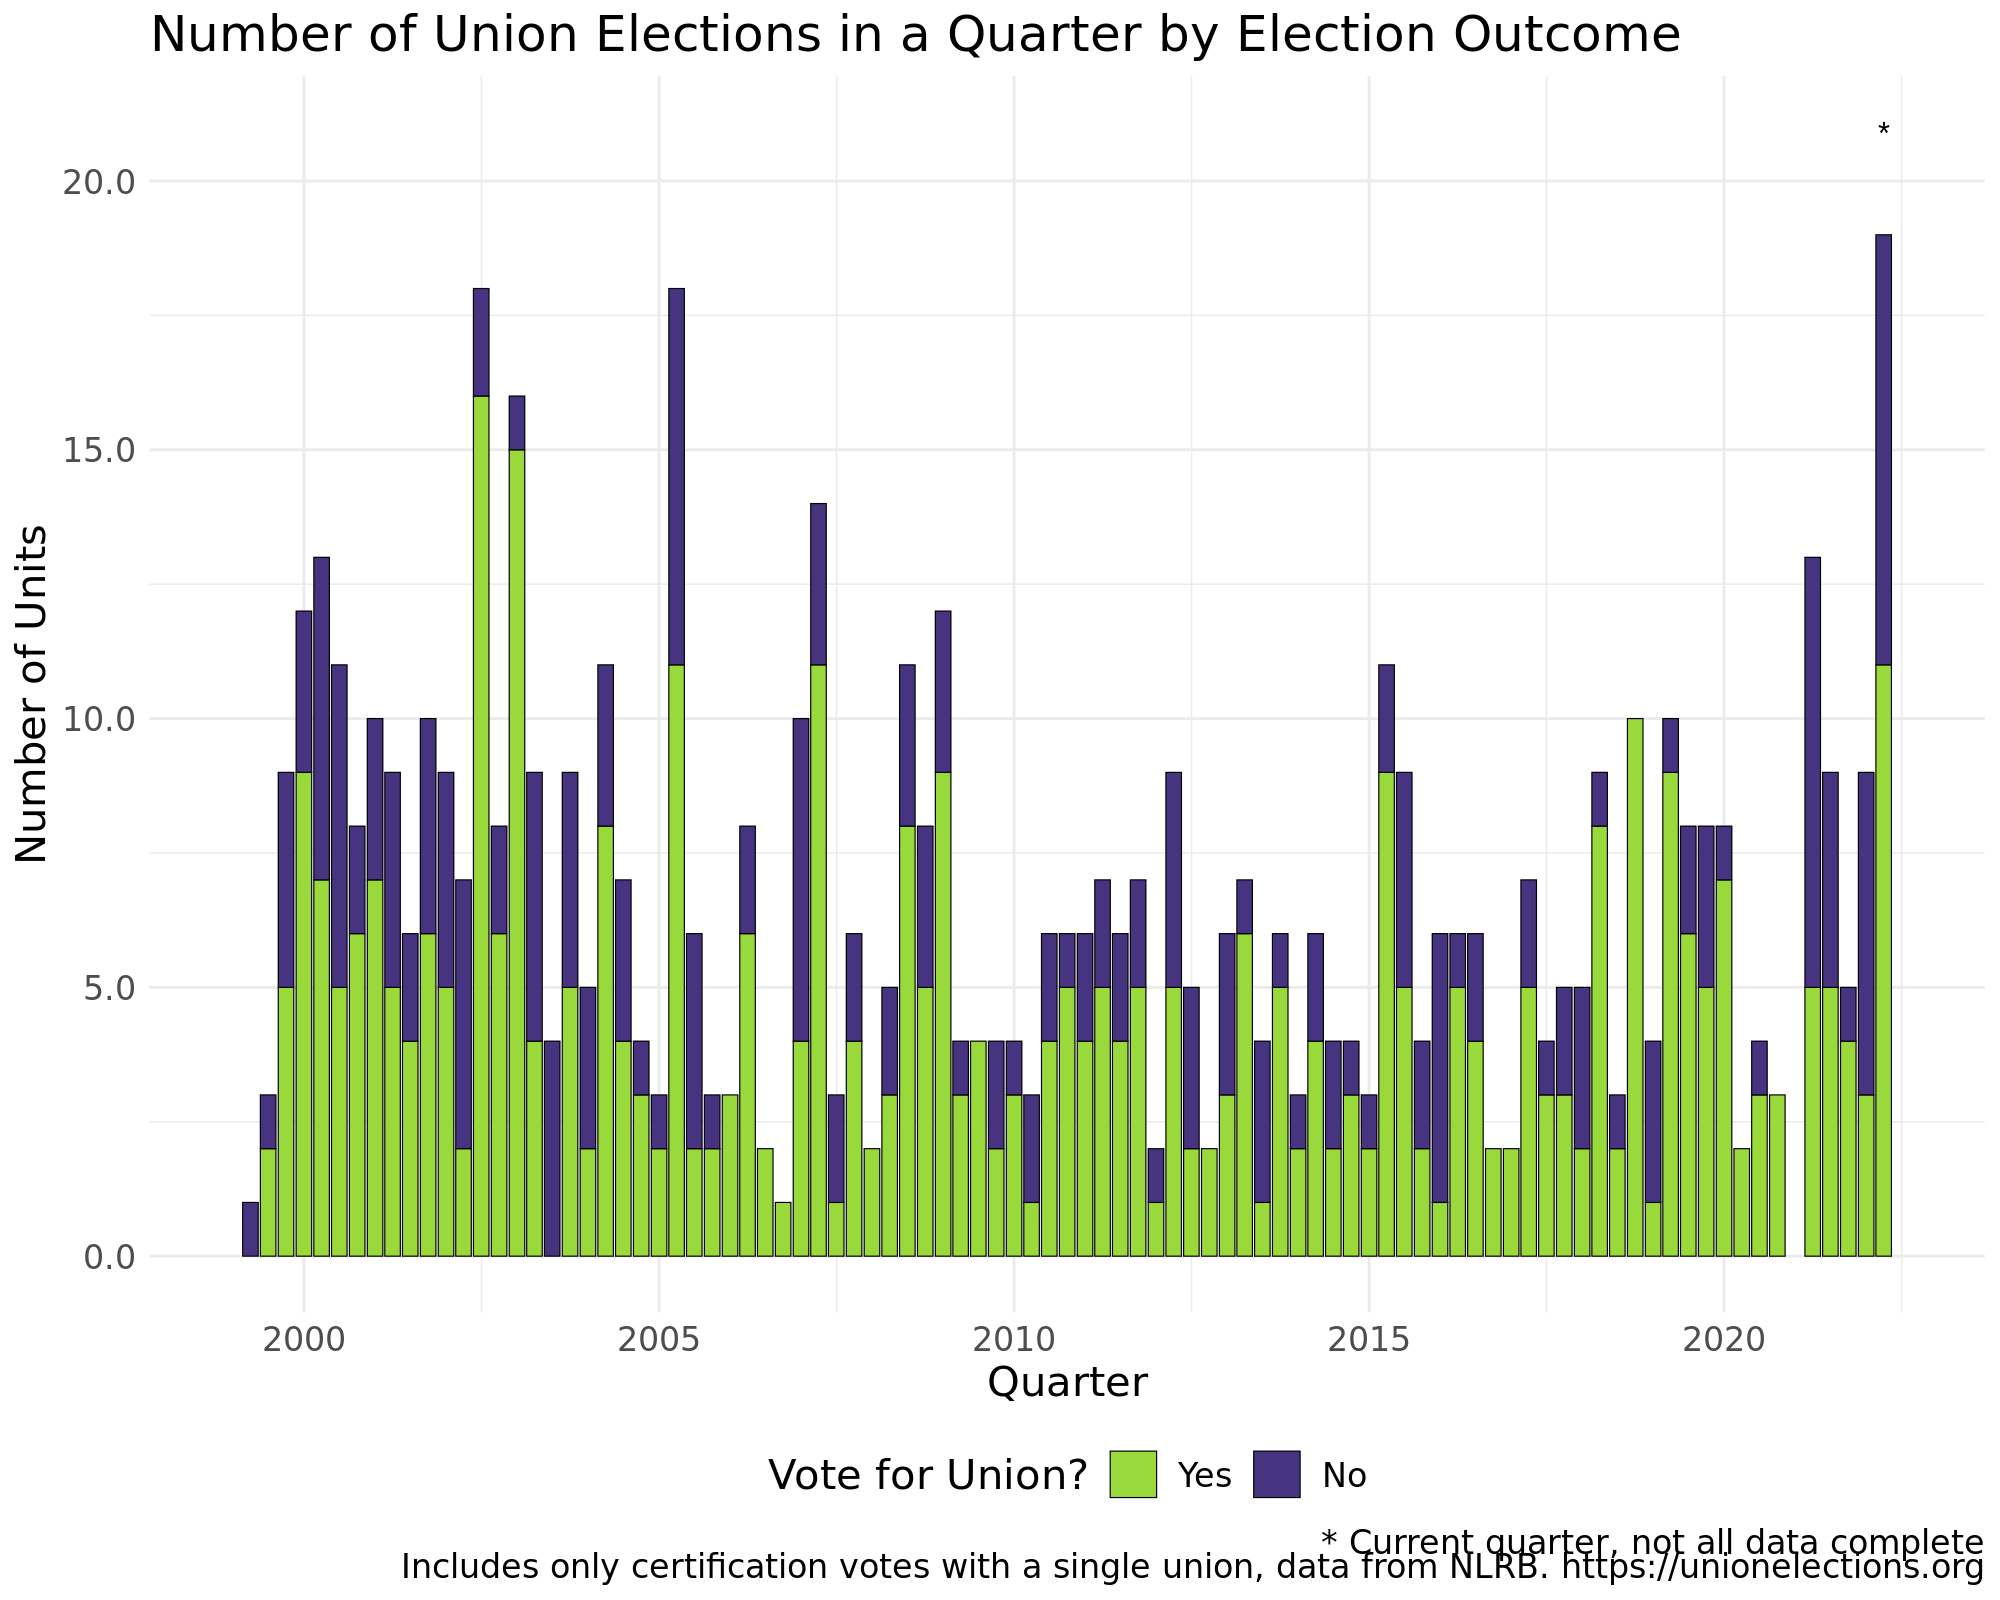 Number of Union Elections in a Quarter by Election Outcome
*
20.0
15.0
10.0
5.0
0.0
Number of Units
2000 2005 2010 2015 2020
Quarter
Vote for Union? Yes No
* Current quarter, not all data complete
Includes only certification votes with a single union, data from NLRB. https://unionelections.org